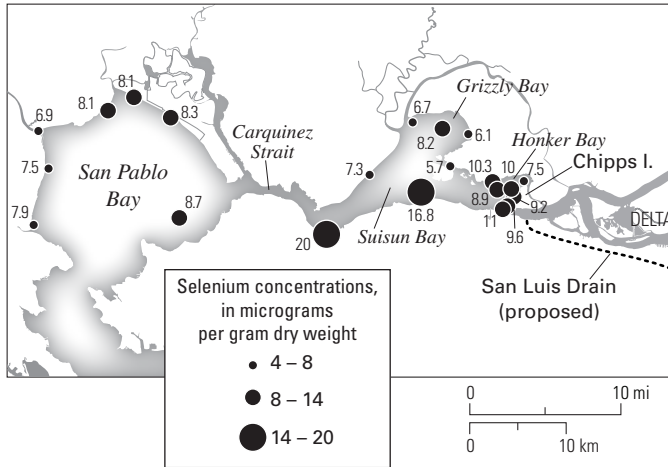 8.1
8.1
8.3
6.9
7.5
San Pablo
Bay
7.9
8.7
Carquinez
Strait
6.7
Grizzly Bay
8.2
6.1
7.3
5.7
10.3
10
Honker Bay
7.5
Chipps I.
8.9
9.2
16.8
11
9.6
20
Suisun Bay
DELTA
San Luis Drain
(proposed)
Selenium concentrations,
in micrograms
per gram dry weight
4 – 8
8 – 14
14 – 20
0 10 mi
0 10 km